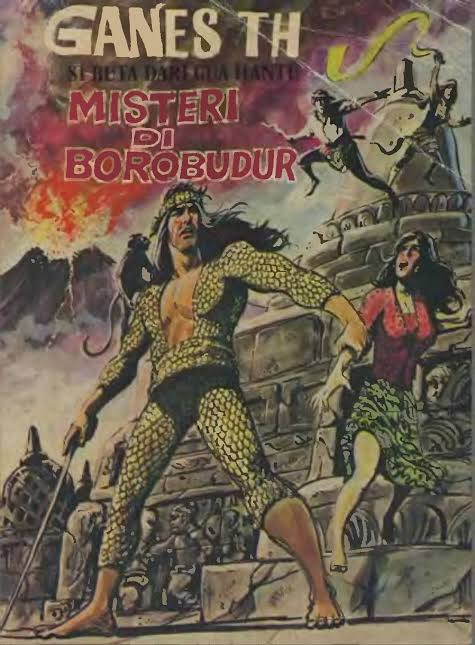 GANES TH
SI BUTA DARI GUA HANTU
MISTERI
DI
BOROBUDUR